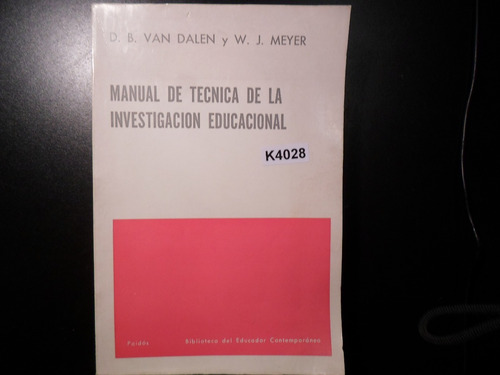 D. B. VAN DALEN y W. J. MEYER
MANUAL DE TECNICA DE LA
INVESTIGACION EDUCACIONAL
K4028
Paidós Biblioteca del Educador Contemporáneo